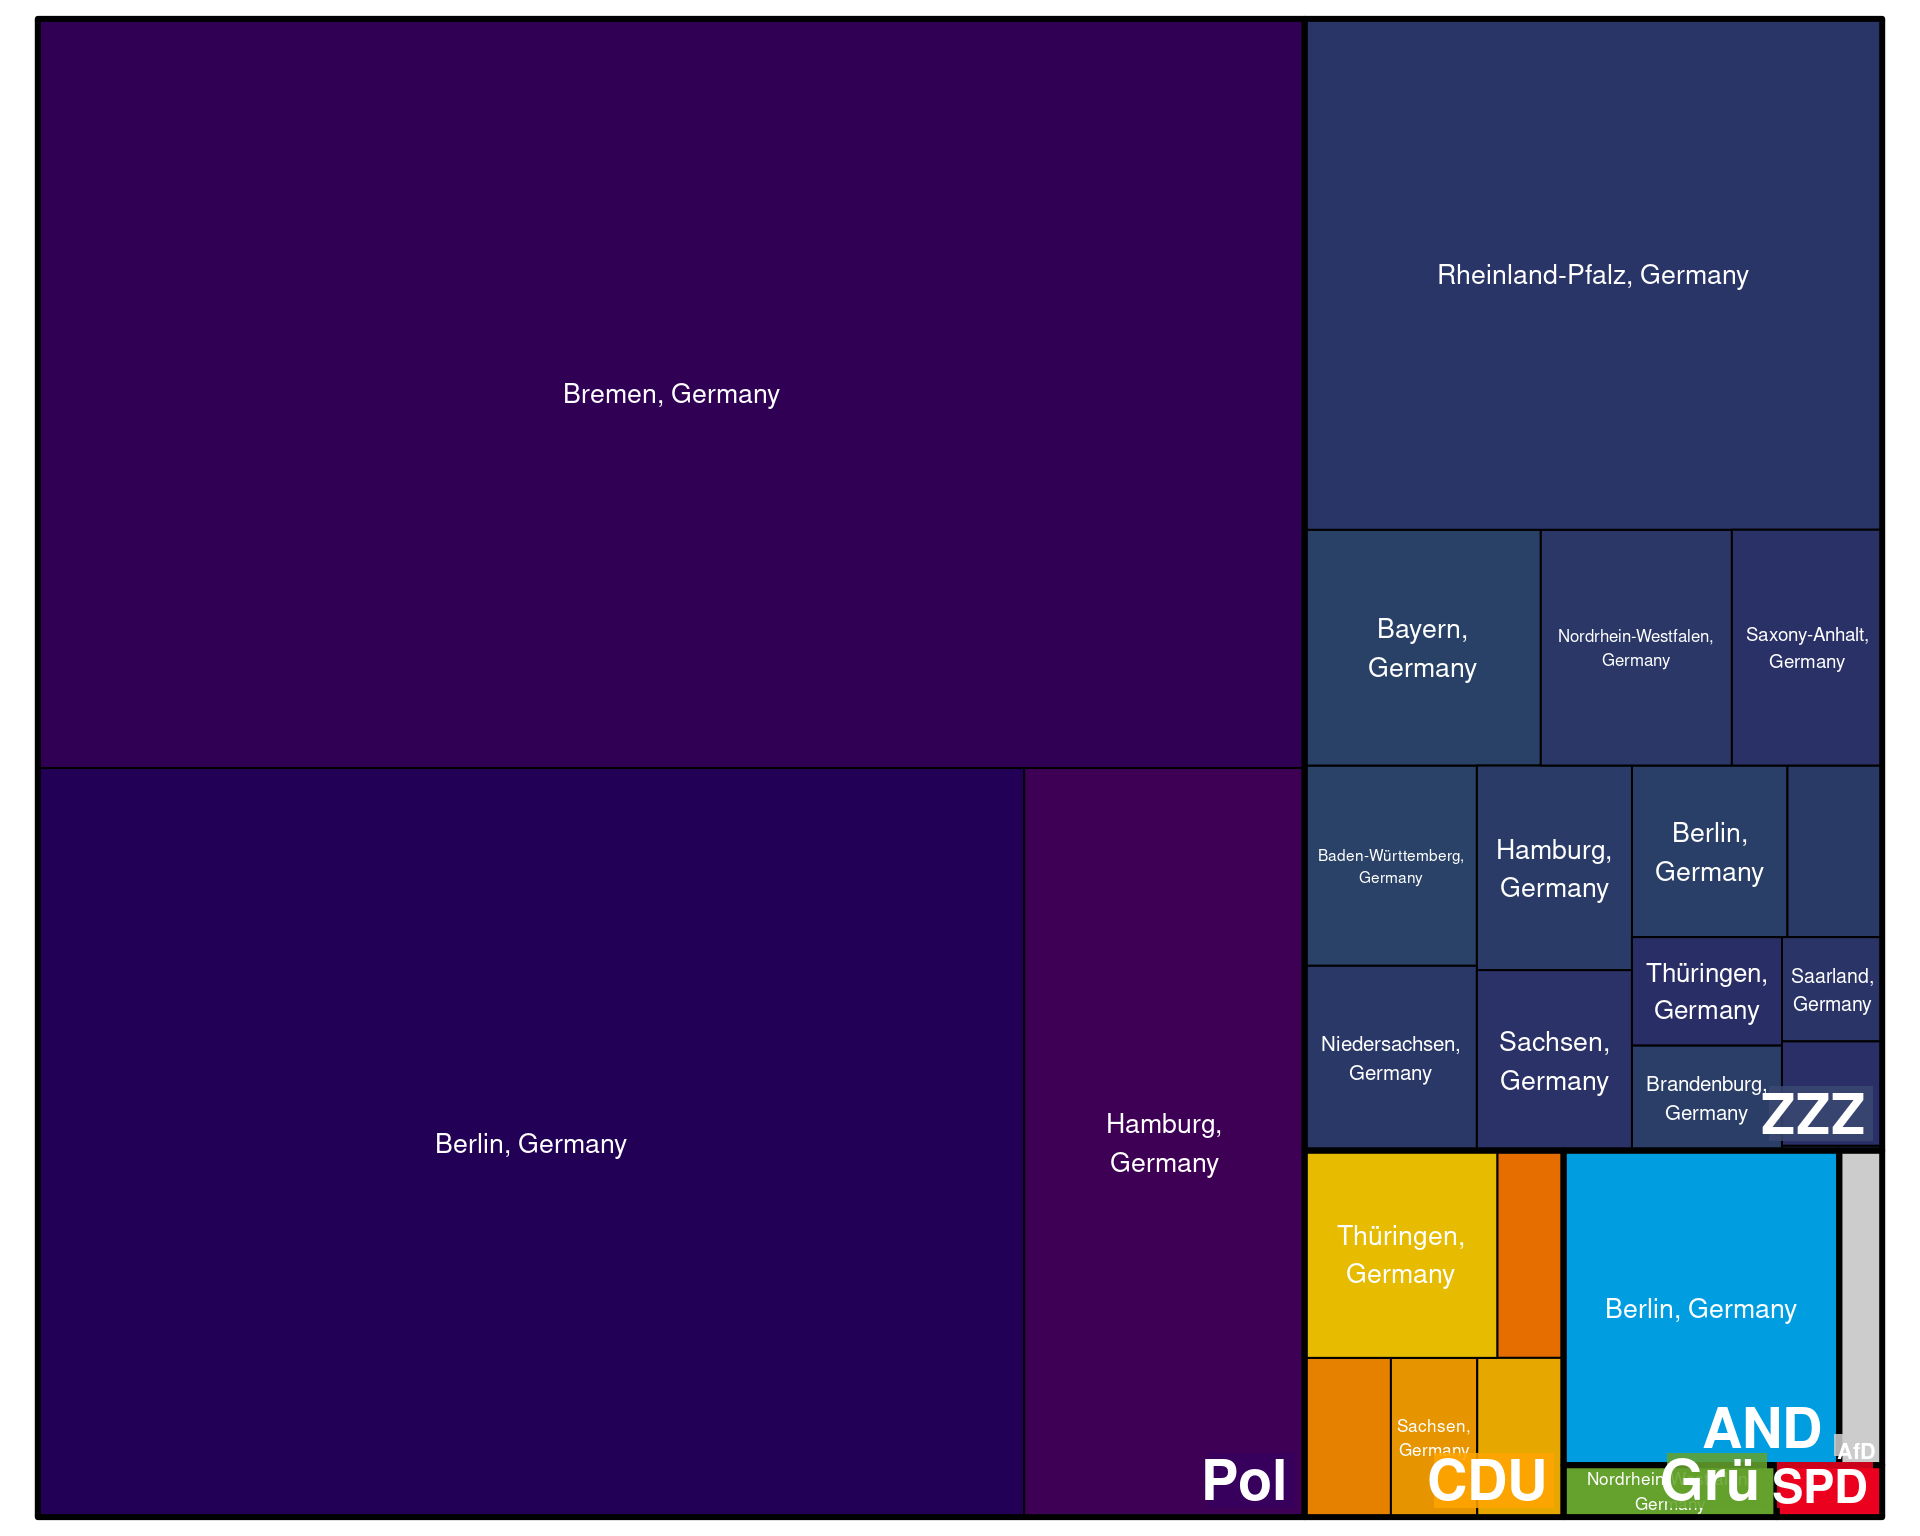 Bremen, Germany
Berlin, Germany
Hamburg,
Germany
Pol
Rheinland-Pfalz, Germany
Bayern,
Germany
Nordrhein-Westfalen,
Germany
Saxony-Anhalt,
Germany
Baden-Württemberg,
Germany
Hamburg,
Germany
Berlin,
Germany
Niedersachsen,
Germany
Sachsen,
Germany
Thüringen,
Germany
Saarland,
Germany
Brandenburg,
Germany
ZZZ
Thüringen,
Germany
Sachsen,
Germany
CDU
Berlin, Germany
AND
AfD
Germany
Grü
SPD